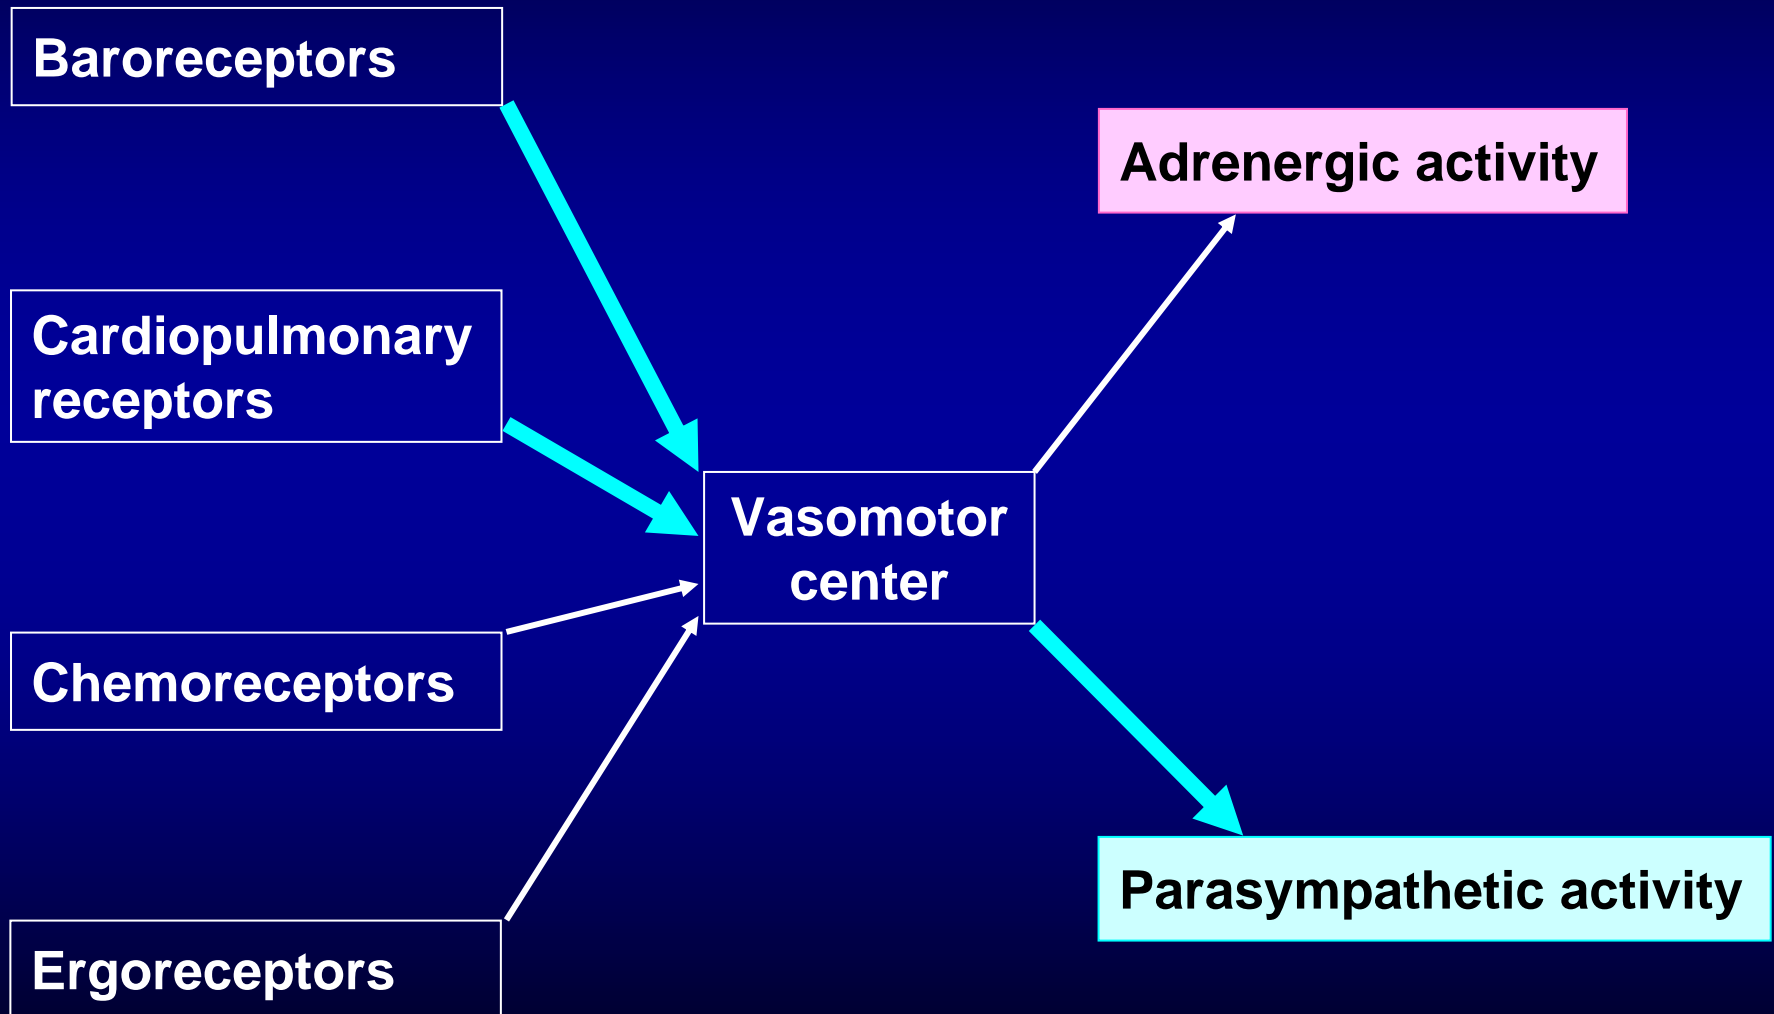 Baroreceptors
Adrenergic activity
Cardiopulmonary
receptors
Vasomotor
center
Chemoreceptors
Parasympathetic activity
Ergoreceptors